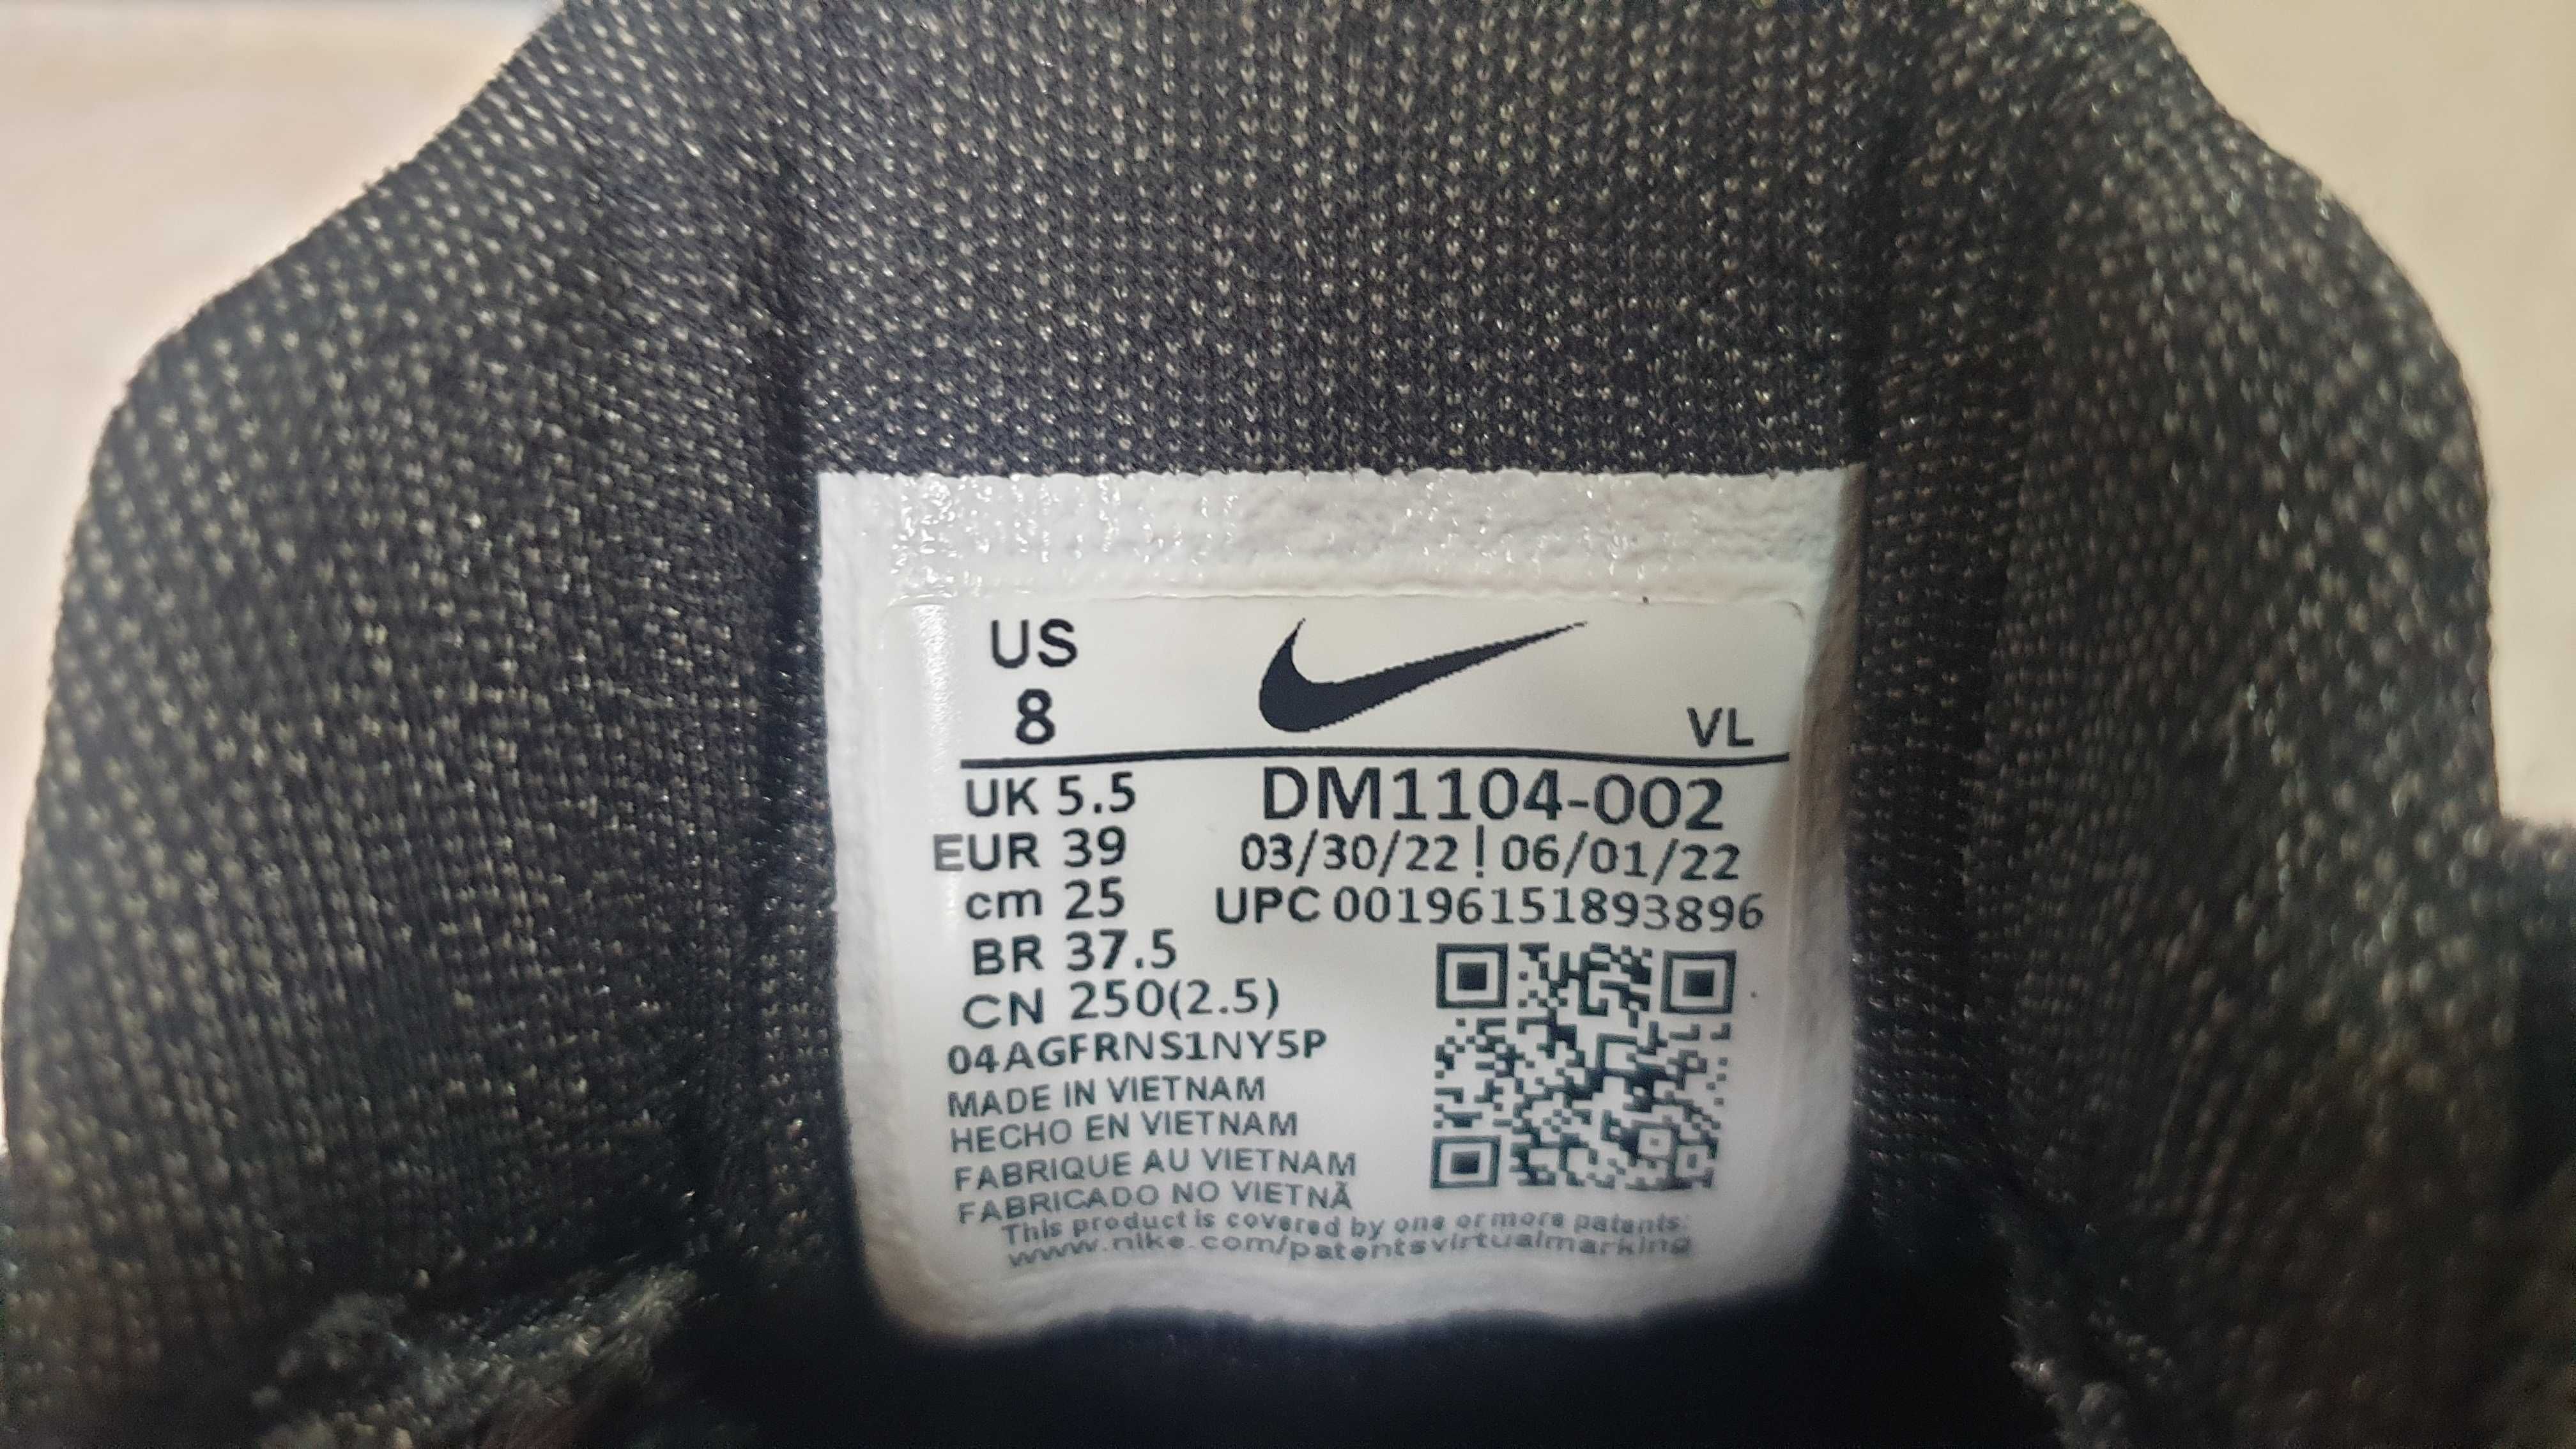 US
8
VL
UK 5.5
EUR 39
cm 25
BR 37.5
CN 250(2.5)
DM1104-002
03/30/22 | 06/01/22
UPC 00196151893896
04AGFRNS1NY5P
MADE IN VIETNAM
HECHO EN VIETNAM
FABRIQUE AU VIETNAM
FABRICADO NO VIETNÃ
This product is covered by one or more patents:
www.nike.com/patentsvirtualmarking